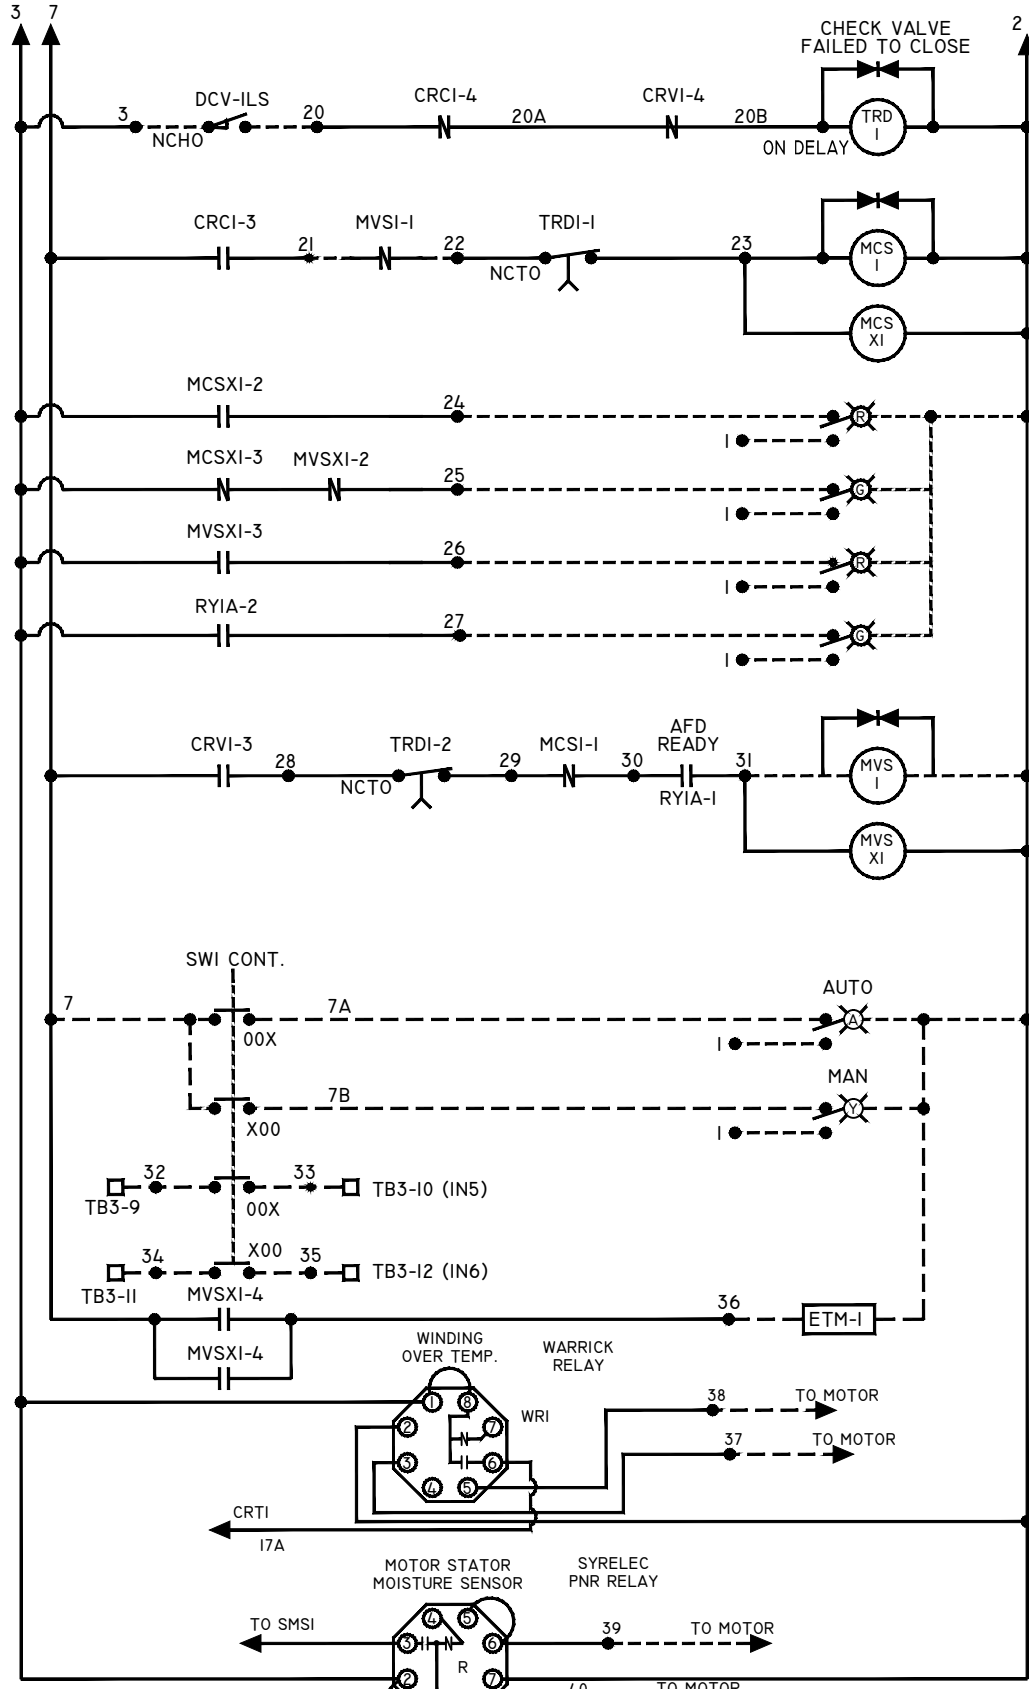 3 7 2
CHECK VALVE
FAILED TO CLOSE
3 DCV-ILS 20 CRCI-4 20A CRVI-4 20B TRD
I
NCHO ON DELAY
CRCI-3 21 MVSI-I 22 TRDI-I 23 MCS
I
NCTO
MCS
XI
MCSXI-2 24 R
I
MCSXI-3 MVSXI-2 25 G
I
MVSXI-3 26 R
I
RYIA-2 27 G
I
AFD
READY
CRVI-3 28 TRDI-2 29 MCSI-I 30 31 MVS
I
NCTO RYIA-I
MVS
XI
SWI CONT.
AUTO
7 7A A
00X I
MAN
7B Y
X00 I
32 33 TB3-I0 (IN5)
TB3-9 00X
34 X00 35 TB3-I2 (IN6)
TB3-II
MVSXI-4 36 ETM-I
MVSXI-4
WINDING
OVER TEMP.
WARRICK
RELAY
I 8 38 TO MOTOR
2 7 WRI
37 TO MOTOR
3 6
4 5
CRTI
I7A
MOTOR STATOR
MOISTURE SENSOR
SYRELEC
PNR RELAY
4 5
TO SMSI 3 6 39 TO MOTOR
R
2 7
40 TO MOTOR